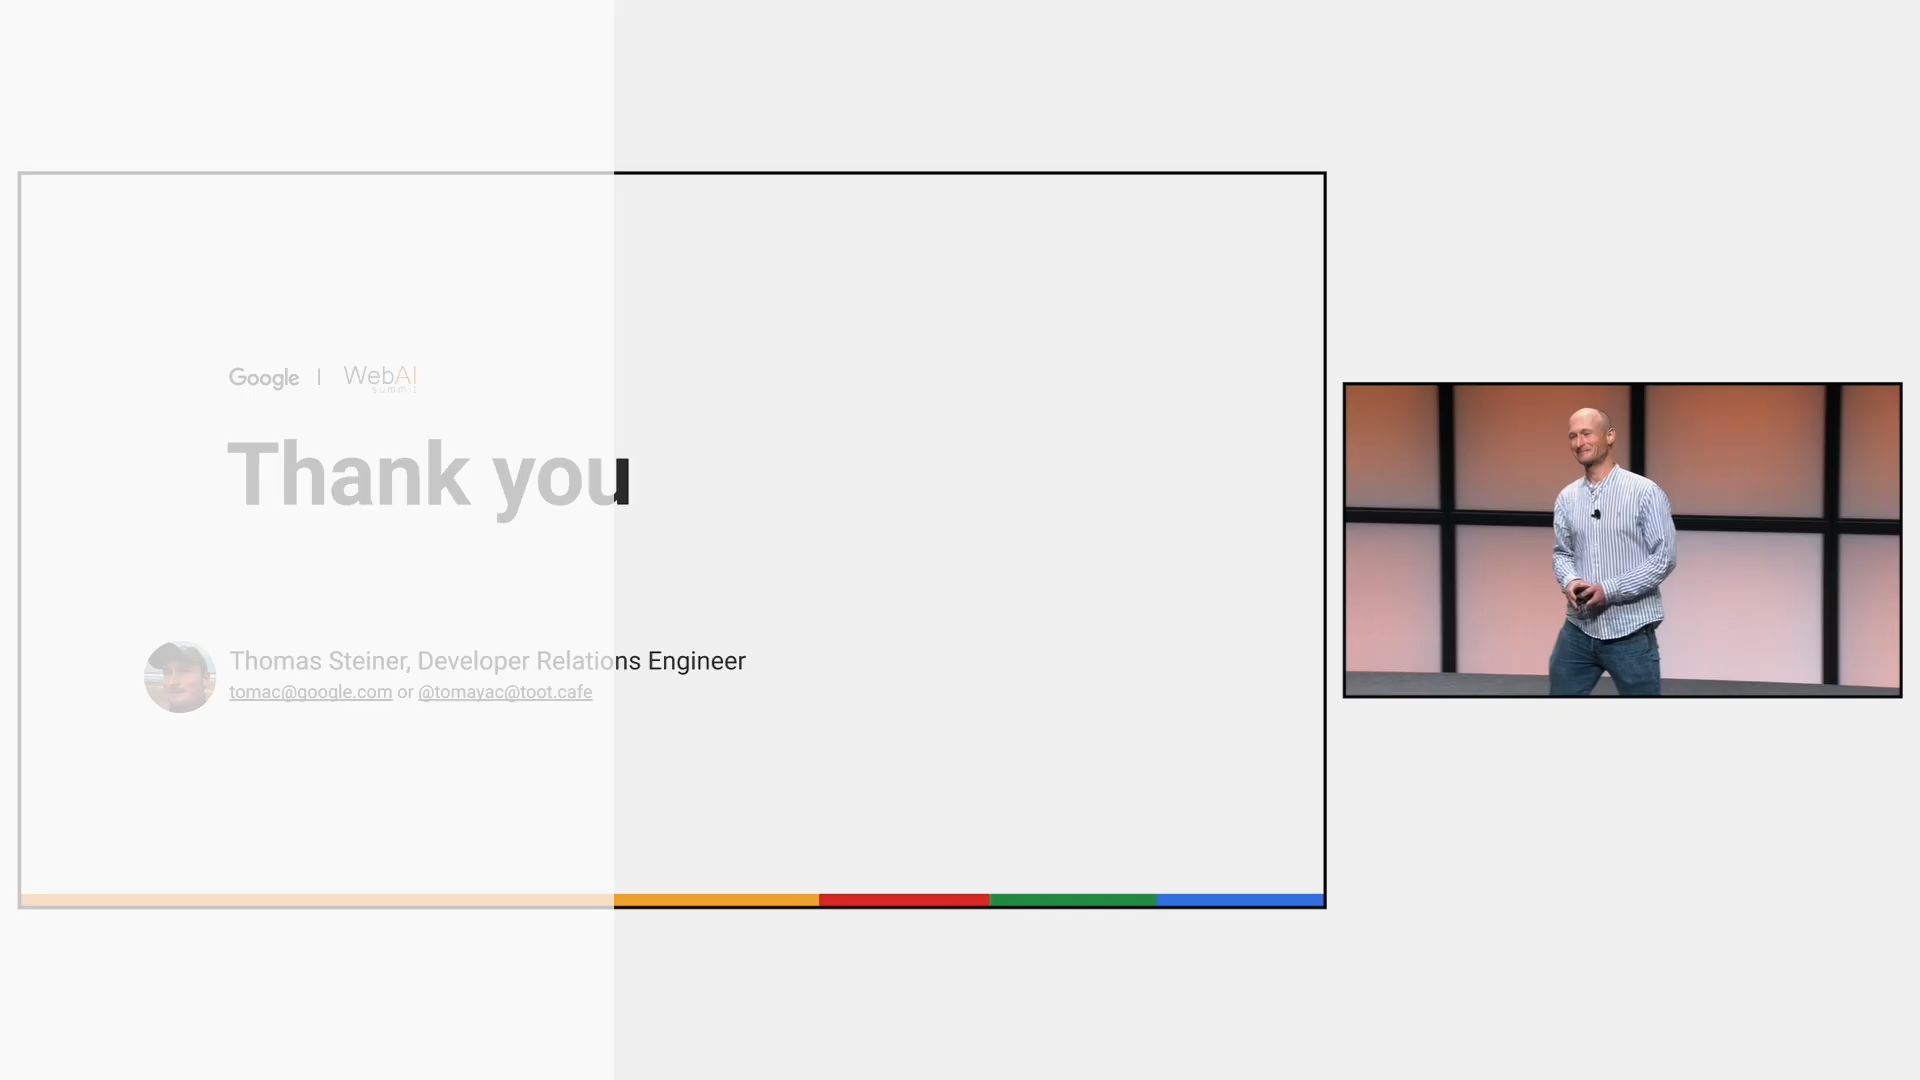 Google | WebAI
summit
Thank you
Thomas Steiner, Developer Relations Engineer
tomac@google.com or @tomayac@toot.cafe